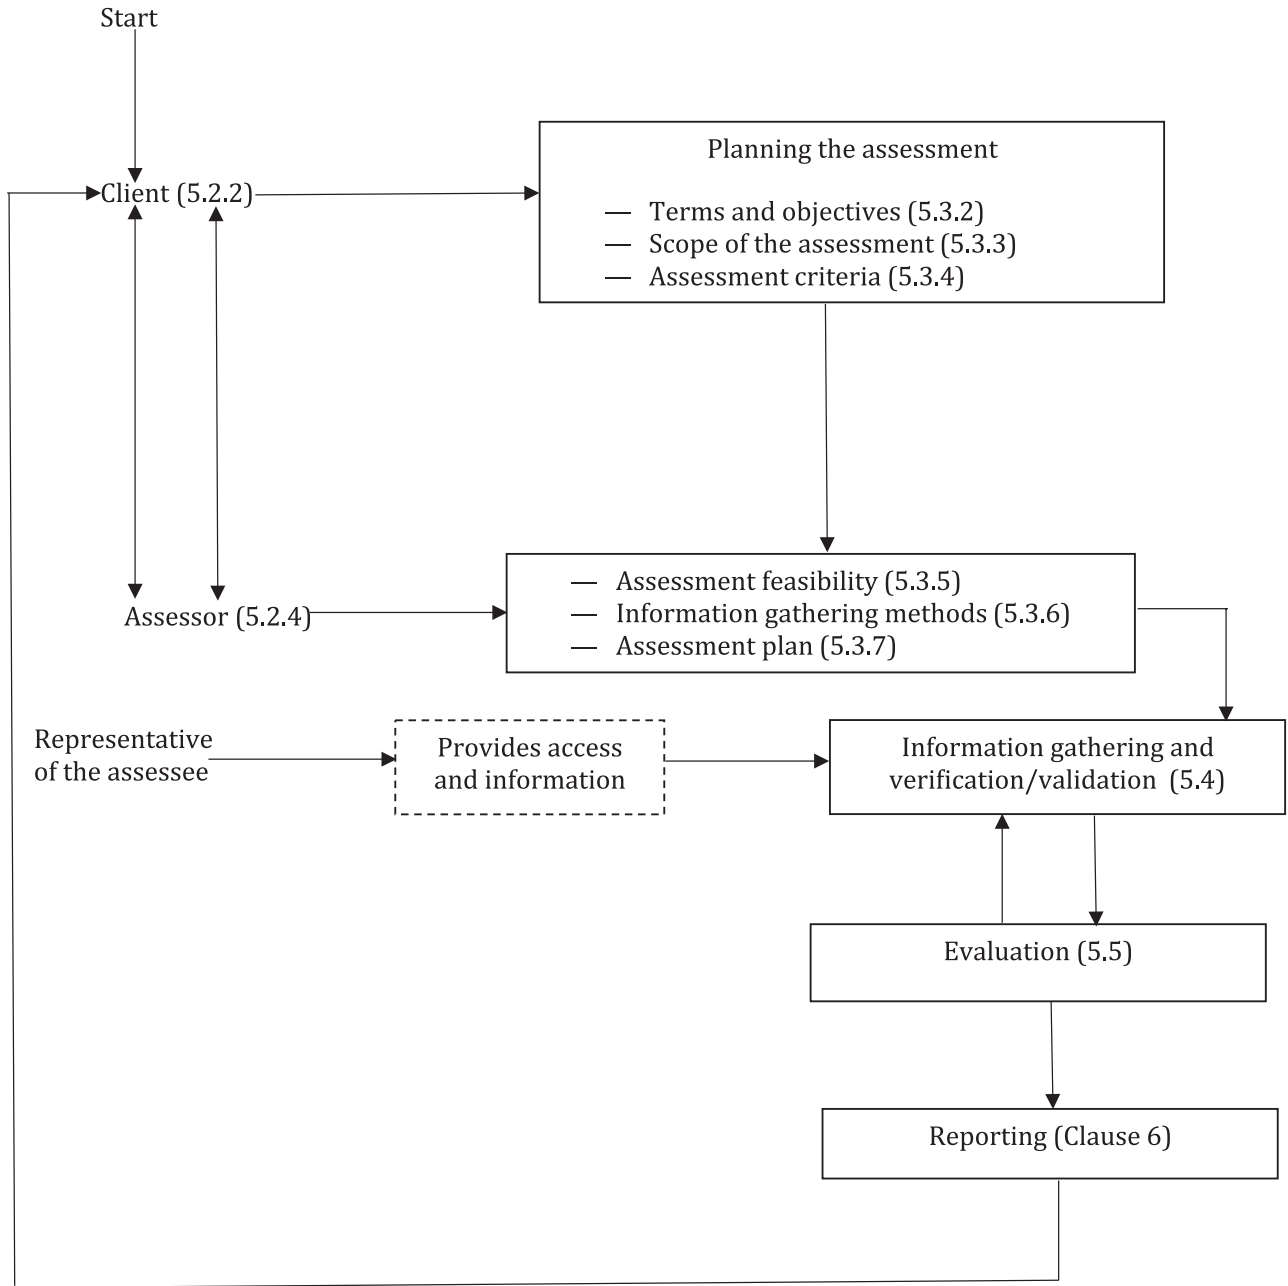 Start
Planning the assessment
Client (5.2.2)
— Terms and objectives (5.3.2)
— Scope of the assessment (5.3.3)
— Assessment criteria (5.3.4)
— Assessment feasibility (5.3.5)
Assessor (5.2.4)
— Information gathering methods (5.3.6)
— Assessment plan (5.3.7)
Representative
of the assessee
Provides access
and information
Information gathering and
verification/validation (5.4)
Evaluation (5.5)
Reporting (Clause 6)